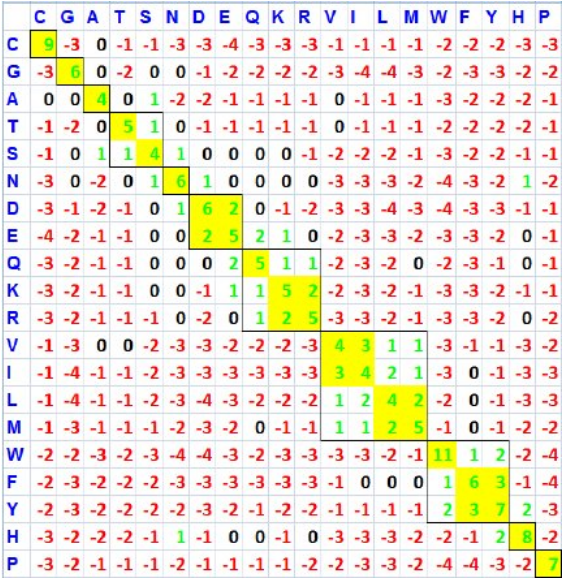 C G A T S N D E Q K R V I L M W F Y H P
C 9 -3 0 -1 -1 -3 -3 -4 -3 -3 -3 -1 -1 -1 -1 -2 -2 -2 -3 -3
G -3 6 0 -2 0 0 -1 -2 -2 -2 -2 -3 -4 -4 -3 -2 -3 -3 -2 -2
A 0 0 4 0 1 -2 -2 -1 -1 -1 -1 0 -1 -1 -1 -3 -2 -2 -2 -1
T -1 -2 0 5 1 0 -1 -1 -1 -1 -1 0 -1 -1 -1 -2 -2 -2 -2 -1
S -1 0 1 1 4 1 0 0 0 0 -1 -2 -2 -2 -1 -3 -2 -2 -1 -1
N -3 0 -2 0 1 6 1 0 0 0 0 -3 -3 -3 -2 -4 -3 -2 1 -2
D -3 -1 -2 -1 0 1 6 2 0 -1 -2 -3 -3 -4 -3 -4 -3 -3 -1 -1
E -4 -2 -1 -1 0 0 2 5 2 1 0 -2 -3 -3 -2 -3 -3 -2 0 -1
Q -3 -2 -1 -1 0 0 0 2 5 1 1 -2 -3 -2 0 -2 -3 -1 0 -1
K -3 -2 -1 -1 0 0 -1 1 1 5 2 -2 -3 -2 -1 -3 -3 -2 -1 -1
R -3 -2 -1 -1 -1 0 -2 0 1 2 5 -3 -3 -2 -1 -3 -3 -2 0 -2
V -1 -3 0 0 -2 -3 -3 -2 -2 -2 -3 4 3 1 1 -3 -1 -1 -3 -2
I -1 -4 -1 -1 -2 -3 -3 -3 -3 -3 -3 3 4 2 1 -3 0 -1 -3 -3
L -1 -4 -1 -1 -2 -3 -4 -3 -2 -2 -2 1 2 4 2 -2 0 -1 -3 -3
M -1 -3 -1 -1 -1 -2 -3 -2 0 -1 -1 1 1 2 5 -1 0 -1 -2 -2
W -2 -2 -3 -2 -3 -4 -4 -3 -2 -3 -3 -3 -3 -2 -1 11 1 2 -2 -4
F -2 -3 -2 -2 -2 -3 -3 -3 -3 -3 -3 -1 0 0 0 1 6 3 -1 -4
Y -2 -3 -2 -2 -2 -2 -3 -2 -1 -2 -2 -1 -1 -1 -1 2 3 7 2 -3
H -3 -2 -2 -2 -1 1 -1 0 0 -1 0 -3 -3 -3 -2 -2 -1 2 8 -2
P -3 -2 -1 -1 -1 -2 -1 -1 -1 -1 -2 -2 -3 -3 -2 -4 -4 -3 -2 7